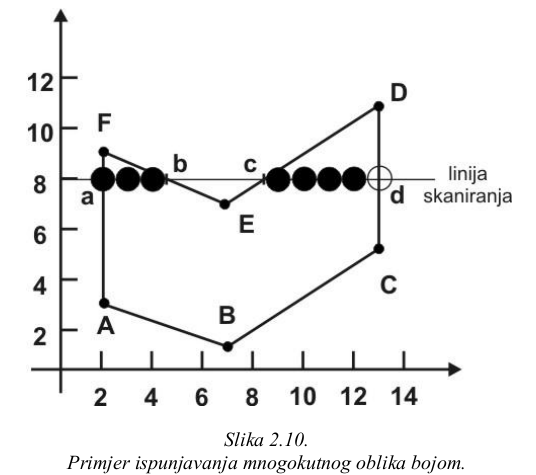 12
10
8
6
4
2
F
D
b
c
a
d
E
linija
skaniranja
A
B
C
2 4 6 8 10 12 14
Slika 2.10.
Primjer ispunjavanja mnogokutnog oblika bojom.